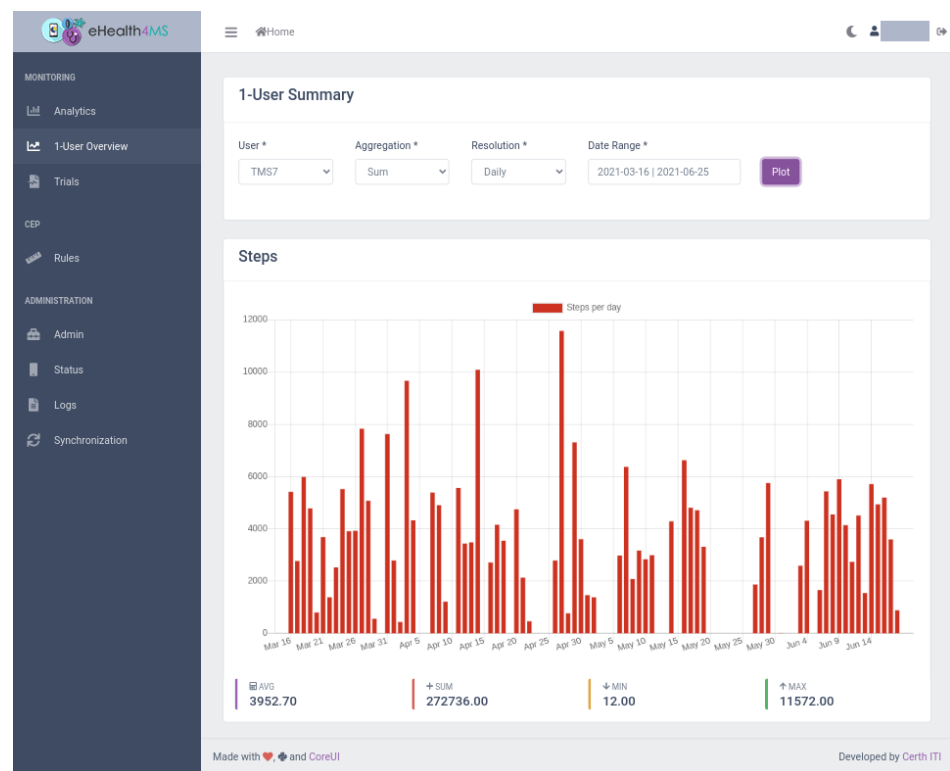 eHealth4MS
Home
MONITORING
Analytics
1-User Overview
Trials
CEP
Rules
ADMINISTRATION
Admin
Status
Logs
Synchronization
1-User Summary
User * Aggregation * Resolution * Date Range *
TMS7 Sum Daily 2021-03-16 | 2021-06-25 Plot
Steps
Steps per day
12000
10000
8000
6000
4000
2000
0
Mar 16 Mar 21 Mar 26 Mar 31 Apr 5 Apr 10 Apr 15 Apr 20 Apr 25 Apr 30 May 5 May 10 May 15 May 20 May 25 May 30 Jun 4 Jun 9 Jun 14
AVG SUM MIN MAX
3952.70 272736.00 12.00 11572.00
Made with ❤, and CoreUI Developed by Certh ITI